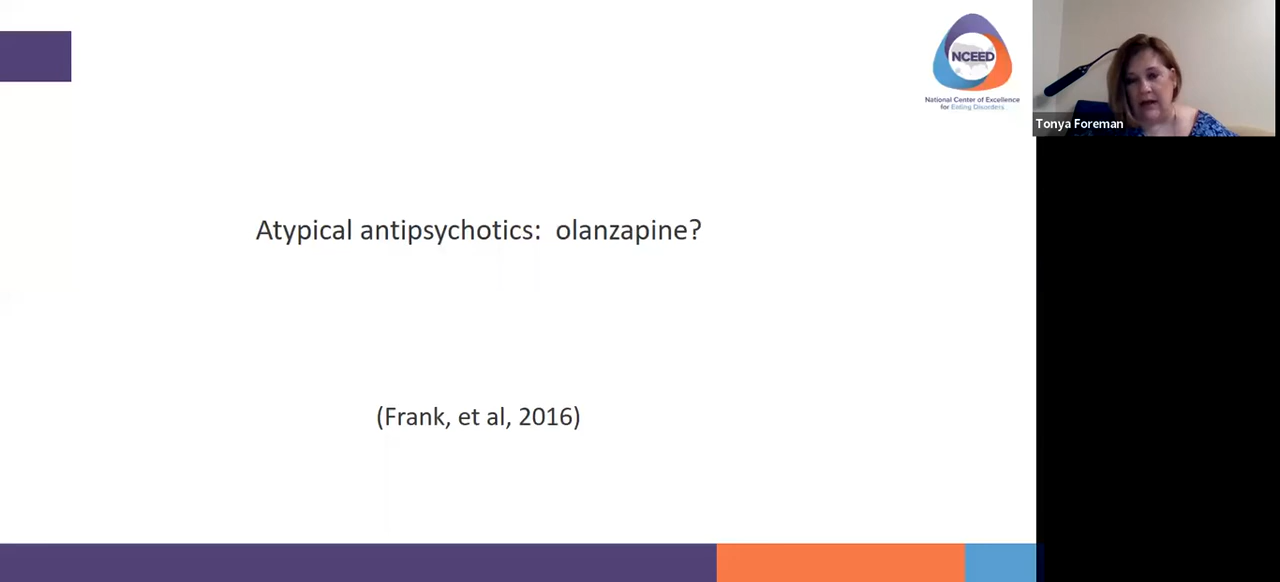 NCEED
National Center of Excellence
for Eating Disorders
Tonya Foreman
Atypical antipsychotics:  olanzapine?
(Frank, et al, 2016)